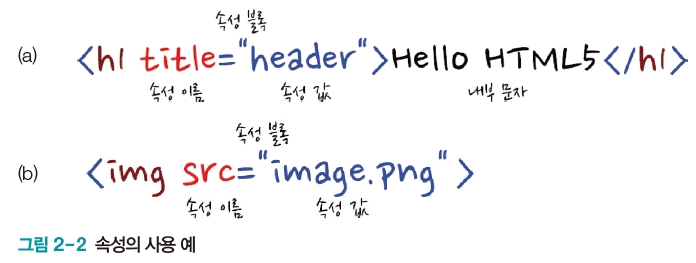 속성 블록
(a) <h1 title="header">Hello HTML5</h1>
속성 이름 속성 값 내부 문자
속성 블록
(b) <img src="image.png">
속성 이름 속성 값
그림 2-2 속성의 사용 예